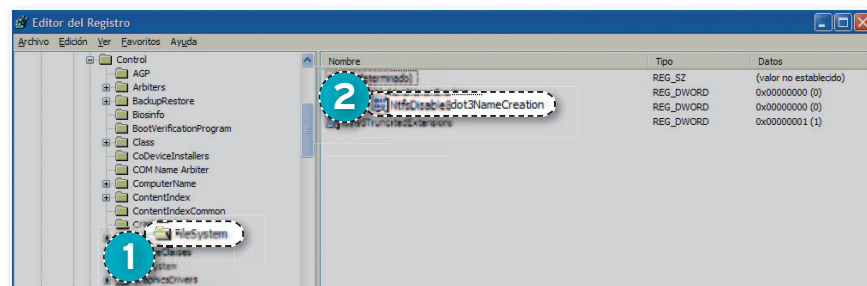 Editor del Registro
Archivo Edición Ver Favoritos Ayuda
Control
AGP
Arbiters
BackupRestore
Biosinfo
BootVerificationProgram
Class
CoDeviceInstallers
COM Name Arbiter
ComputerName
ContentIndex
ContentIndexCommon
FileSystem
1
GraphicsDrivers
Nombre Tipo Datos
REG_SZ (valor no establecido)
2 NtfsDisable8dot3NameCreation REG_DWORD 0x00000000 (0)
REG_DWORD 0x00000000 (0)
REG_DWORD 0x00000001 (1)